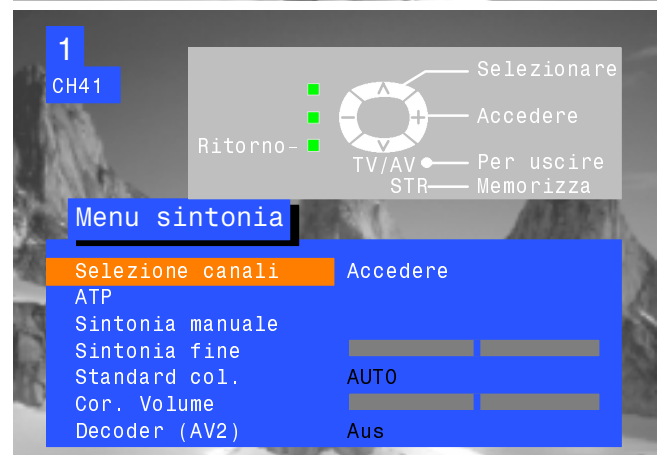 1
CH41
Selezionare
Accedere
Ritorno
TV/AV Per uscire
STR Memorizza
Menu sintonia
Selezione canali Accedere
ATP
Sintonia manuale
Sintonia fine
Standard col. AUTO
Cor. Volume
Decoder (AV2) Aus